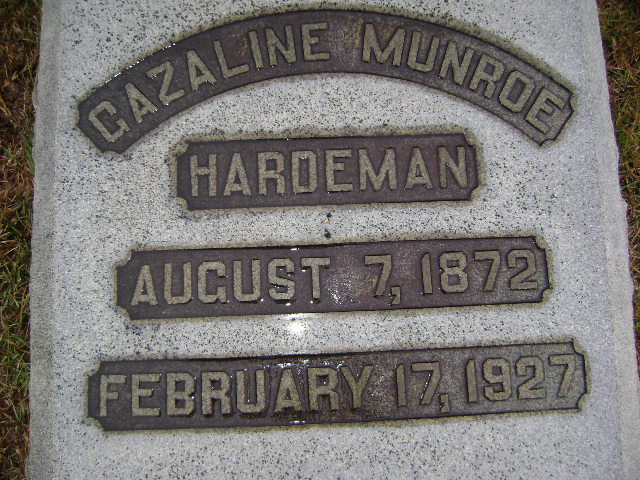 GAZALINE MUNROE
HARDEMAN
AUGUST 7, 1872
FEBRUARY 17, 1927